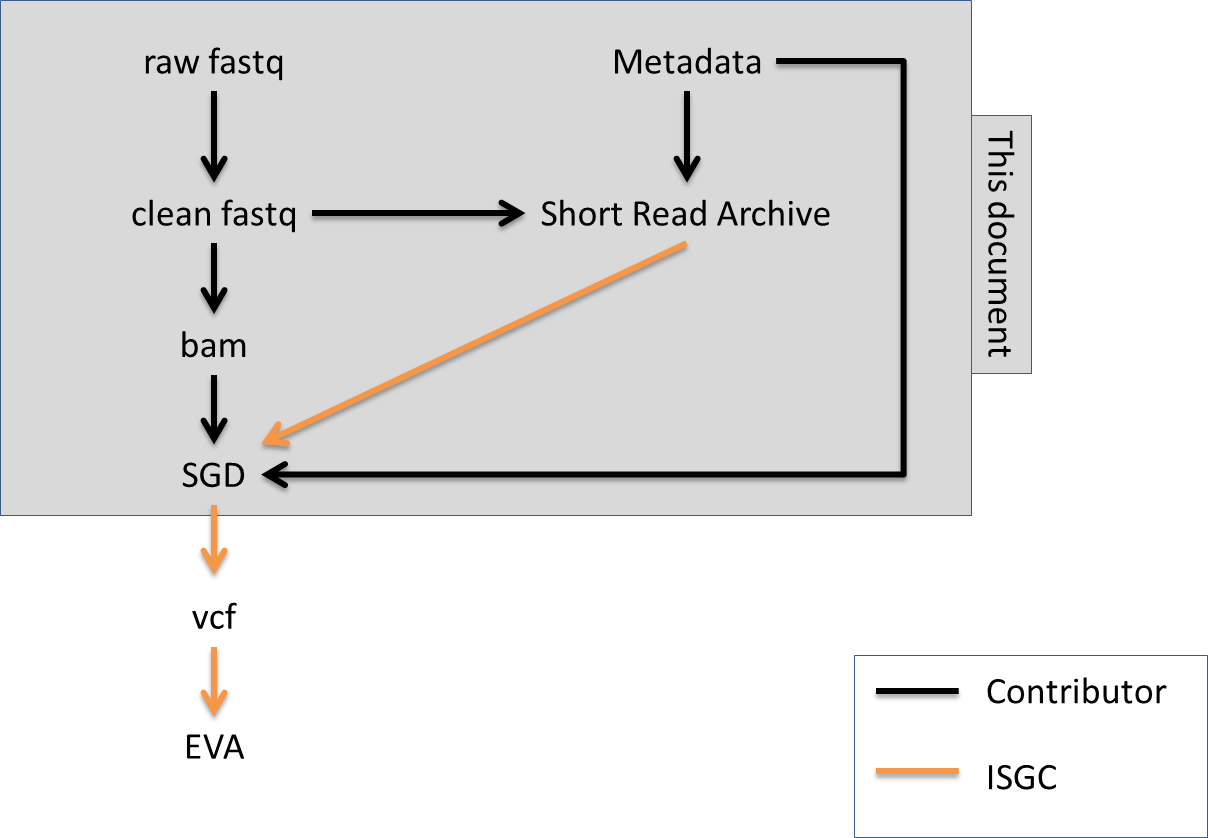 raw fastq
Metadata
This document
clean fastq
Short Read Archive
bam
SGD
vcf
EVA
Contributor
ISGC